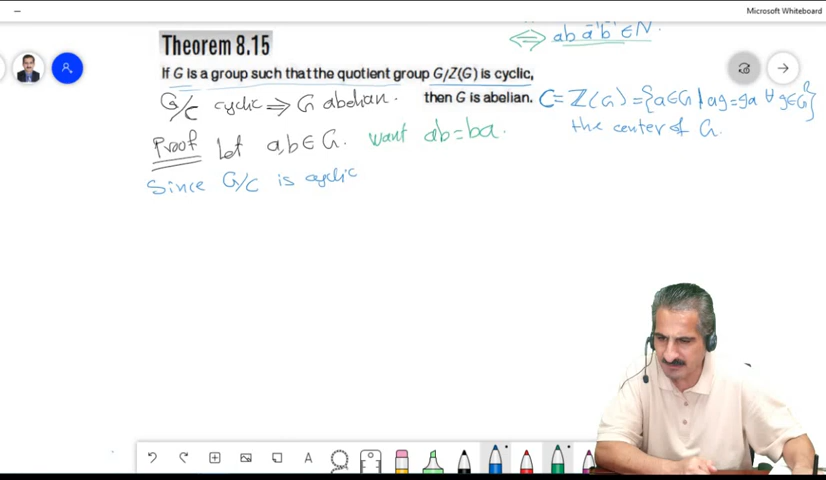 Microsoft Whiteboard
⟺ ab a⁻¹b⁻¹ ∈ N.
Theorem 8.15
If G is a group such that the quotient group G/Z(G) is cyclic,
then G is abelian.
G/C cyclic ⟹ G abelian.
C = Z(G) = {a∈G | ag=ga ∀ g∈G}
the center of G.
Proof Let a,b ∈ G. want ab=ba.
Since G/C is cyclic